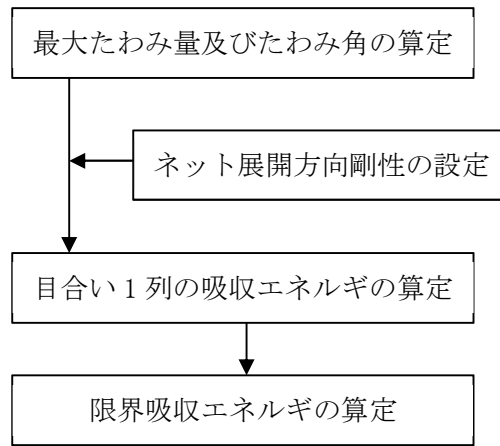 最大たわみ量及びたわみ角の算定
ネット展開方向剛性の設定
目合い1列の吸収エネルギの算定
限界吸収エネルギの算定